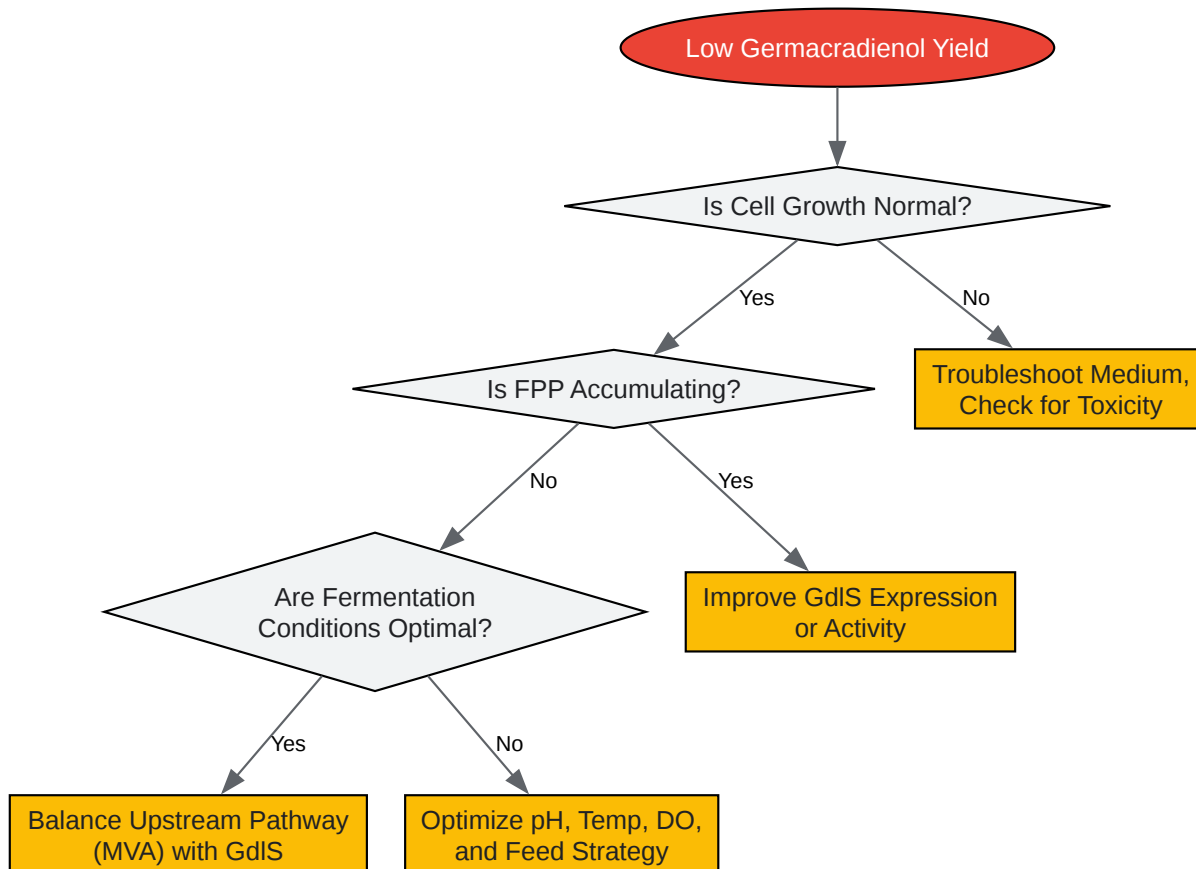 Low Germacradienol Yield
Is Cell Growth Normal?
Yes
No
Is FPP Accumulating?
Troubleshoot Medium,
Check for Toxicity
No
Yes
Are Fermentation
Conditions Optimal?
Improve GdlS Expression
or Activity
Yes
No
Balance Upstream Pathway
(MVA) with GdlS
Optimize pH, Temp, DO,
and Feed Strategy